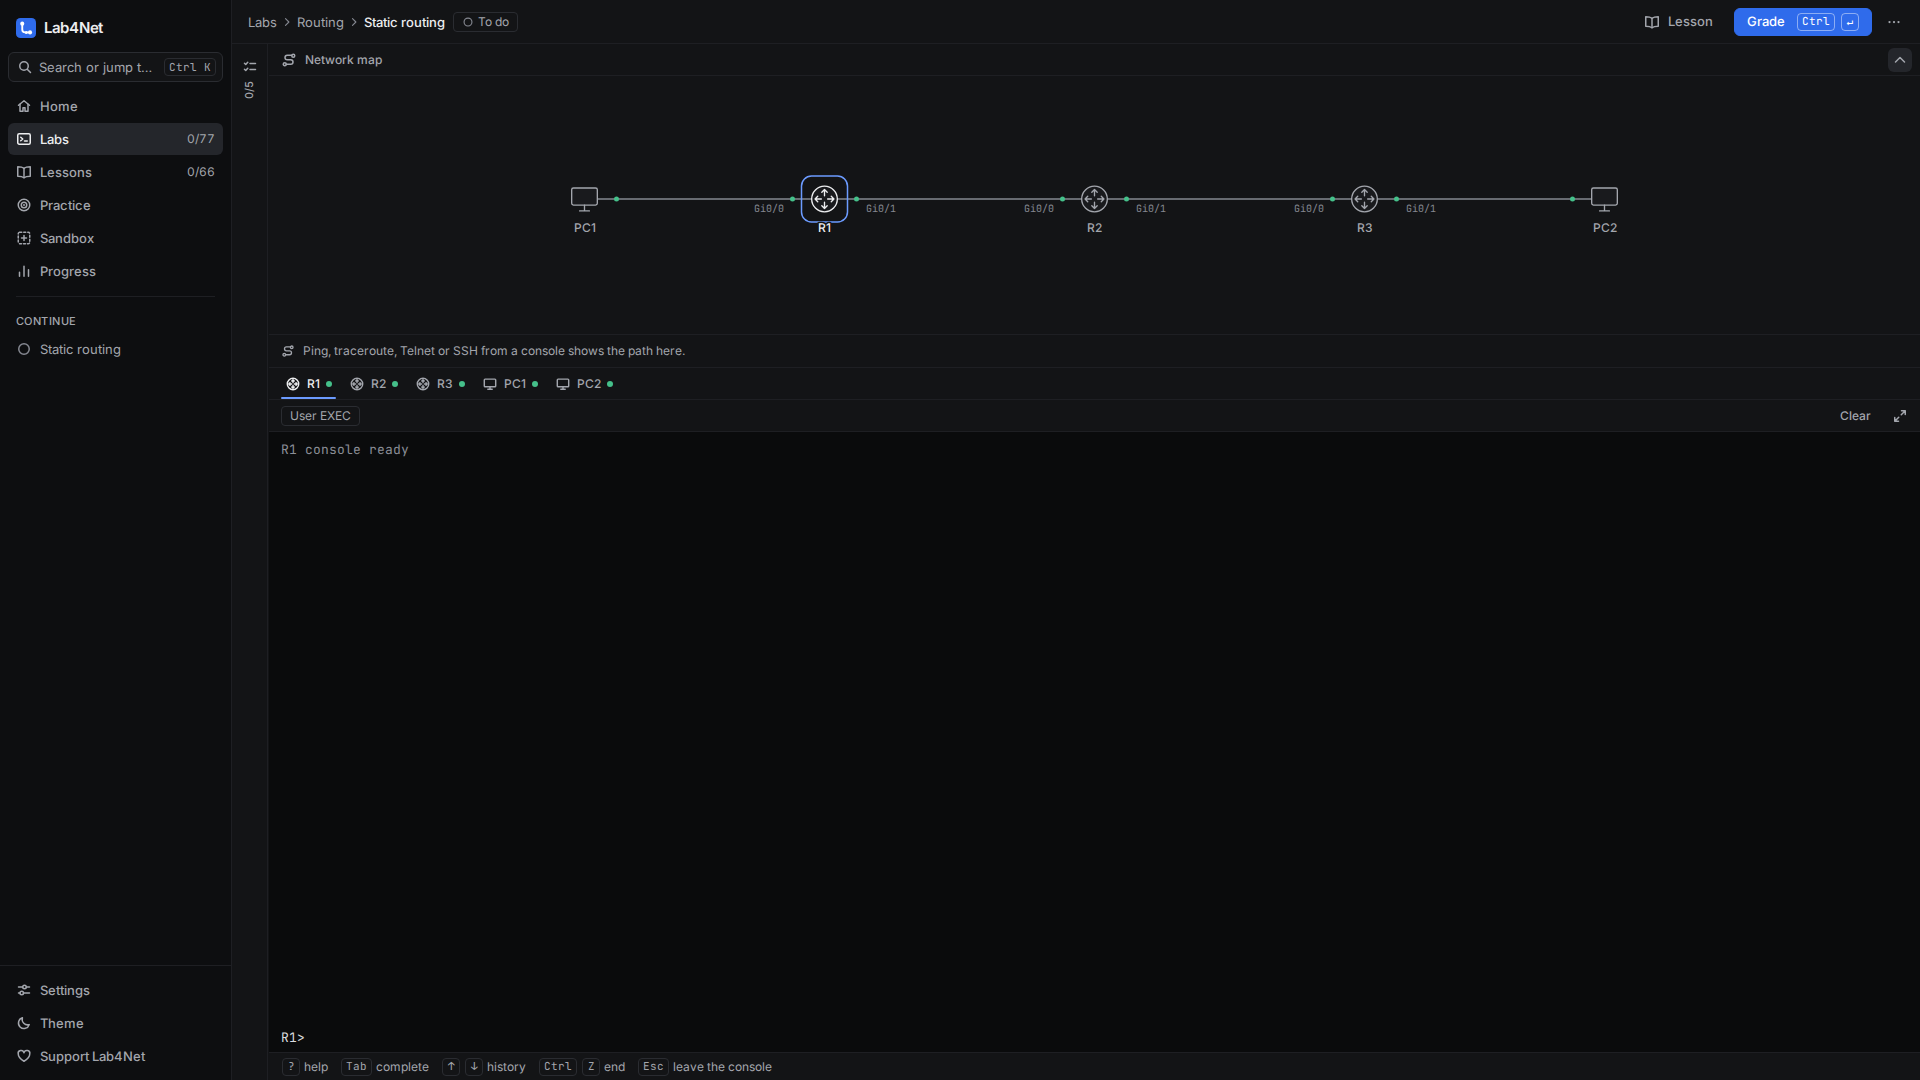 Lab4Net
Search or jump t... Ctrl K
Home
Labs 0/77
Lessons 0/66
Practice
Sandbox
Progress
CONTINUE
Static routing
Settings
Theme
Support Lab4Net
Labs > Routing > Static routing To do
Lesson Grade Ctrl ↵ ...
0/5
Network map
PC1 Gi0/0 R1 Gi0/1 Gi0/0 R2 Gi0/1 Gi0/0 R3 Gi0/1 PC2
Ping, traceroute, Telnet or SSH from a console shows the path here.
R1 R2 R3 PC1 PC2
User EXEC Clear
R1 console ready
R1>
? help Tab complete ↑ ↓ history Ctrl Z end Esc leave the console